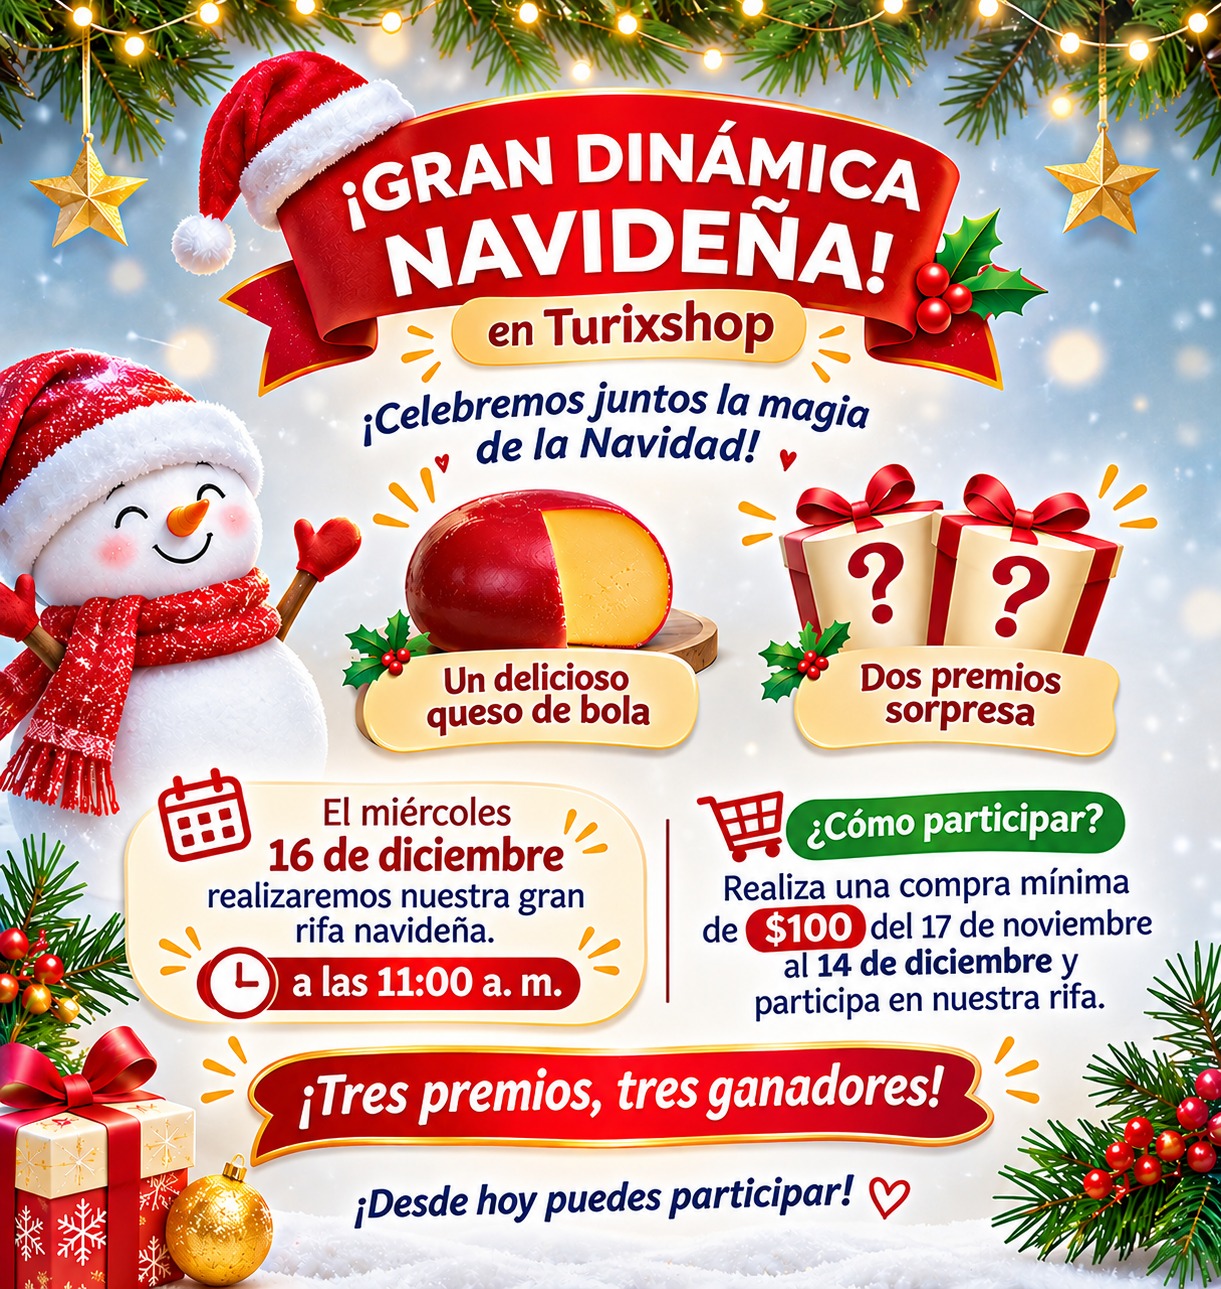 ¡GRAN DINÁMICA
NAVIDEÑA!
en Turixshop
¡Celebremos juntos la magia
de la Navidad!
? ?
Un delicioso
queso de bola
Dos premios
sorpresa
El miércoles
16 de diciembre
realizaremos nuestra gran
rifa navideña.
a las 11:00 a. m.
¿Cómo participar?
Realiza una compra mínima
de $100 del 17 de noviembre
al 14 de diciembre y
participa en nuestra rifa.
¡Tres premios, tres ganadores!
¡Desde hoy puedes participar!